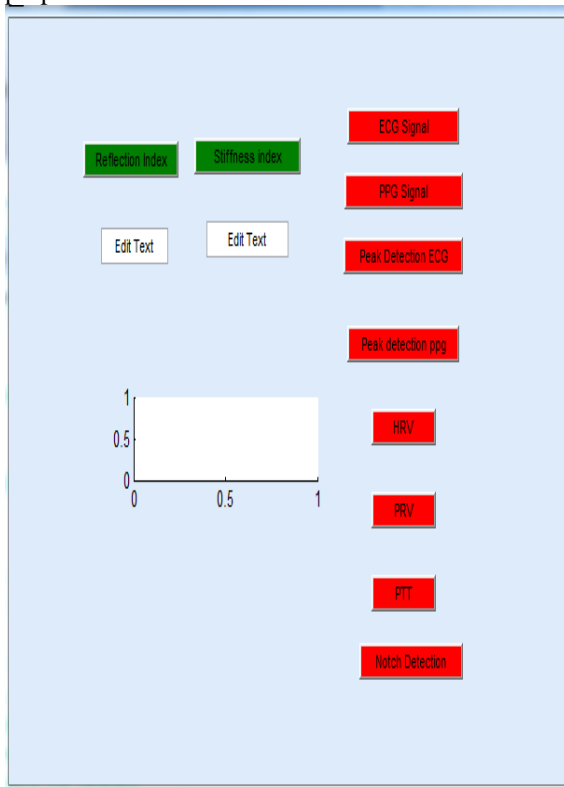 ECG Signal
Reflection Index
Stiffness Index
PPG Signal
Edit Text
Edit Text
Peak Detection ECG
Peak detection ppg
1
0.5
0
0
0.5
1
HRV
PRV
PTT
Notch Detection